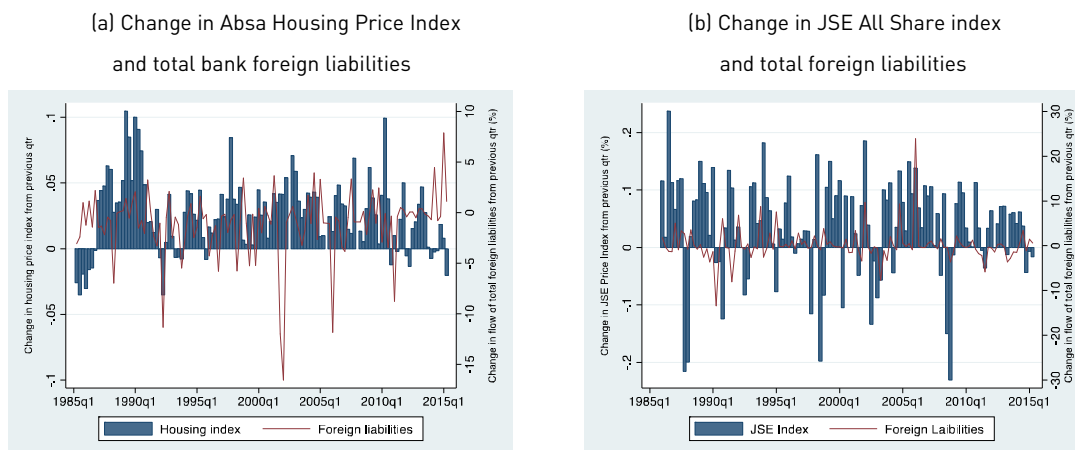 (a) Change in Absa Housing Price Index
and total bank foreign liabilities
Change in housing price index from previous qtr
.1
.05
0
-.05
-.1
Change in flow of total foreign liabilities from previous qtr (%)
10
5
0
-5
-10
-15
1985q1 1990q1 1995q1 2000q1 2005q1 2010q1 2015q1
Housing index Foreign liabilities
(b) Change in JSE All Share index
and total foreign liabilities
Change in JSE Price Index from previous qtr (%)
.2
.1
0
-.1
-.2
Change in flow of total foreign liabilities from previous qtr (%)
30
20
10
0
-10
-20
-30
1985q1 1990q1 1995q1 2000q1 2005q1 2010q1 2015q1
JSE Index Foreign Laibilities